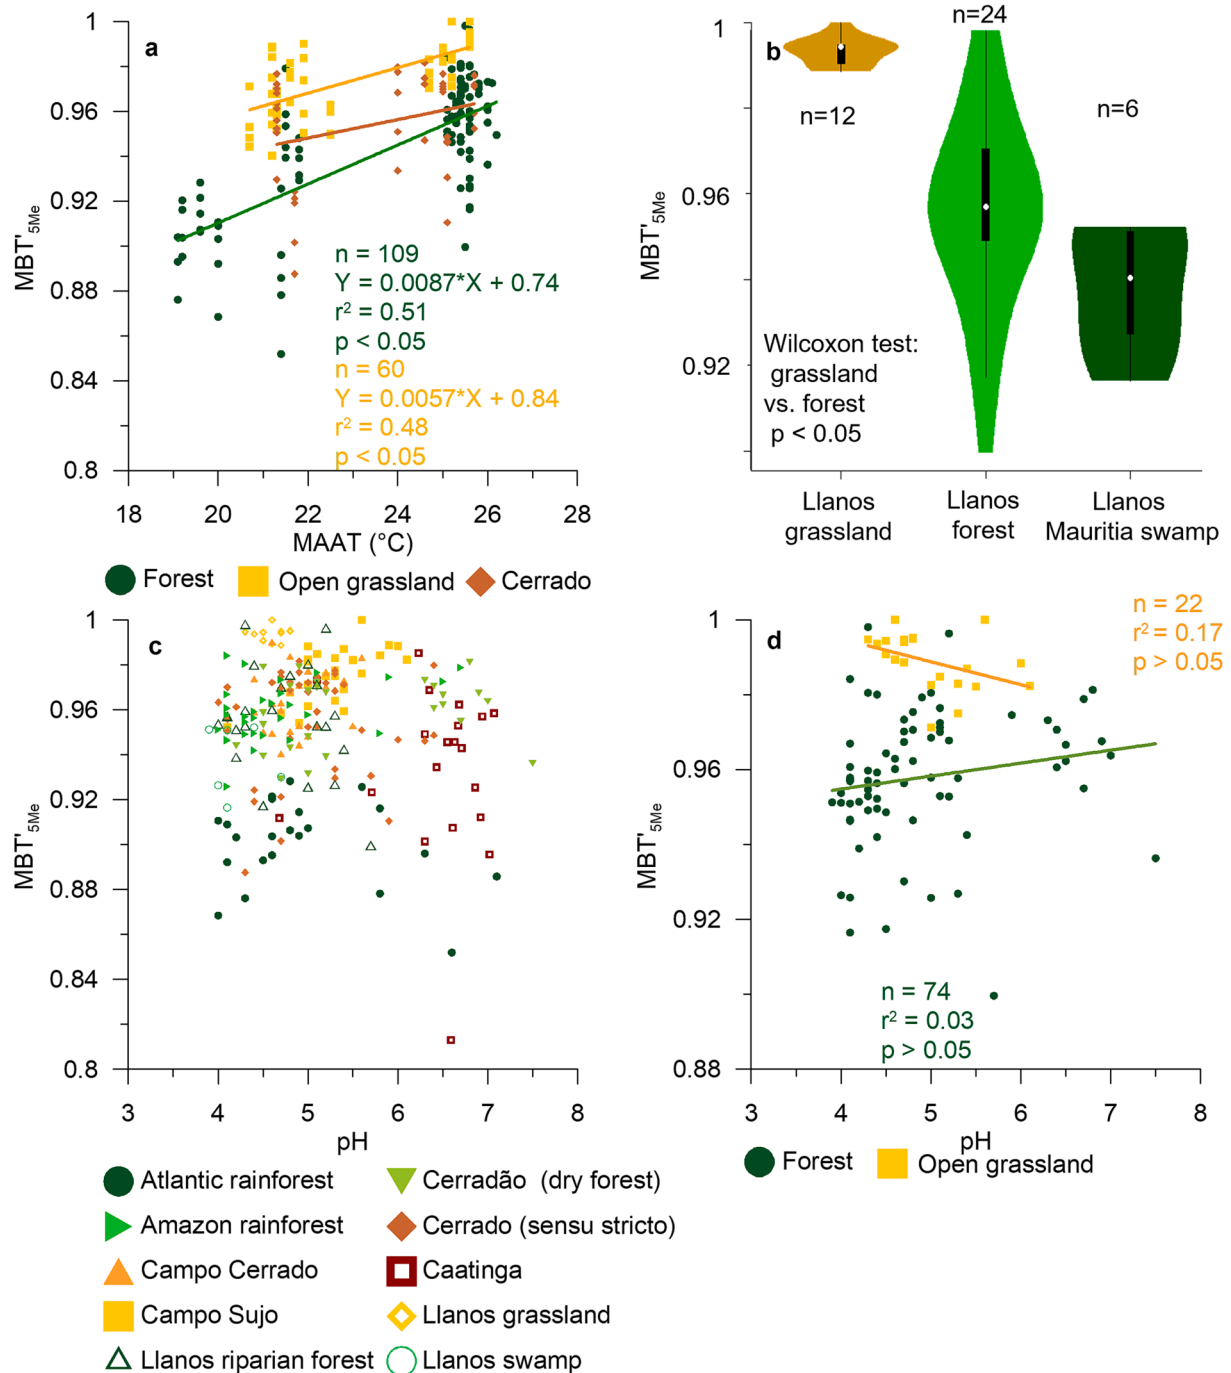 a
1
0.96
0.92
0.88
0.84
0.8
MBT'5Me
n = 109
Y = 0.0087*X + 0.74
r² = 0.51
p < 0.05
n = 60
Y = 0.0057*X + 0.84
r² = 0.48
p < 0.05
18 20 22 24 26 28
MAAT (°C)
Forest Open grassland Cerrado
b
1
0.96
0.92
MBT'5Me
n=24
n=12
n=6
Wilcoxon test:
grassland
vs. forest
p < 0.05
Llanos
grassland
Llanos
forest
Llanos
Mauritia swamp
c
1
0.96
0.92
0.88
0.84
0.8
MBT'5Me
3 4 5 6 7 8
pH
Atlantic rainforest
Amazon rainforest
Campo Cerrado
Campo Sujo
Llanos riparian forest
Cerradão (dry forest)
Cerrado (sensu stricto)
Caatinga
Llanos grassland
Llanos swamp
d
1
0.96
0.92
0.88
MBT'5Me
n = 22
r² = 0.17
p > 0.05
n = 74
r² = 0.03
p > 0.05
3 4 5 6 7 8
pH
Forest Open grassland